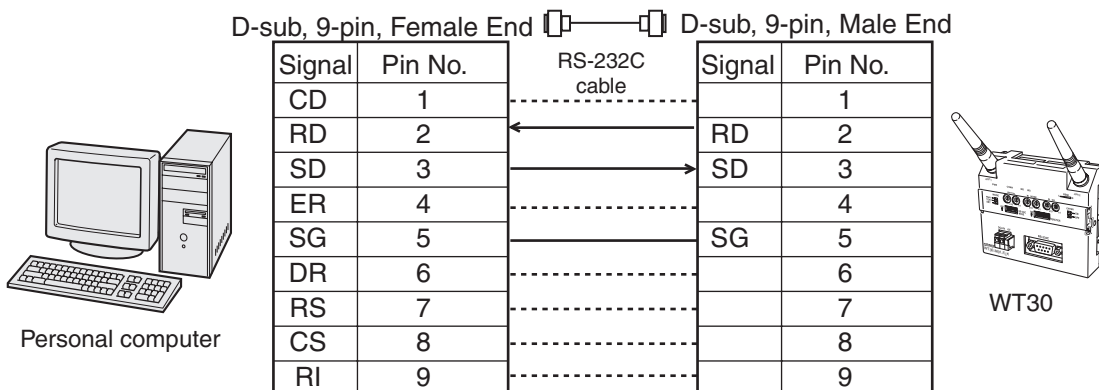 D-sub, 9-pin, Female End D-sub, 9-pin, Male End
Signal Pin No. RS-232C cable Signal Pin No.
CD 1 1
RD 2 RD 2
SD 3 SD 3
ER 4 4
SG 5 SG 5
DR 6 6
RS 7 7
CS 8 8
RI 9 9
Personal computer
WT30